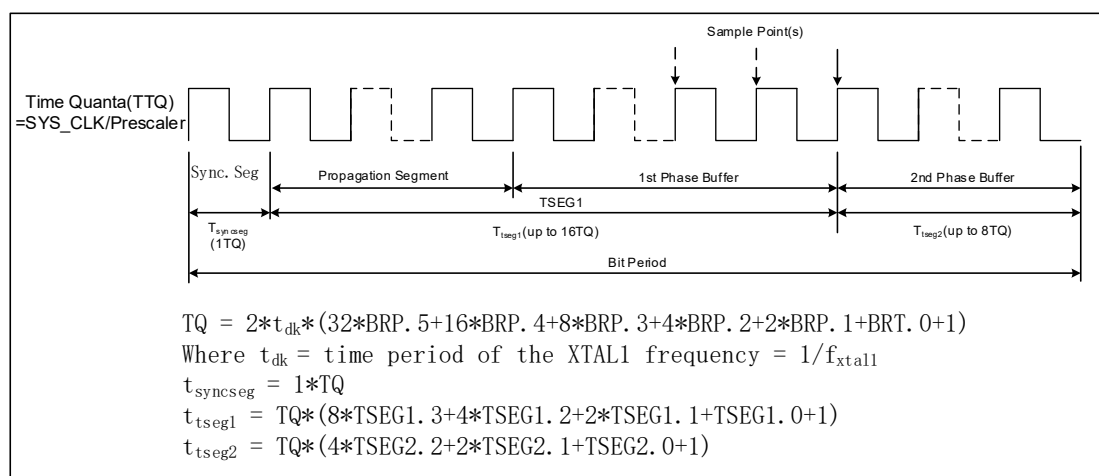 Sample Point(s)
Time Quanta(TTQ)
=SYS_CLK/Prescaler
Sync. Seg
Propagation Segment
1st Phase Buffer
2nd Phase Buffer
TSEG1
Tsyncseg
(1TQ)
Ttseg1(up to 16TQ)
Ttseg2(up to 8TQ)
Bit Period
TQ = 2*tdk*(32*BRP.5+16*BRP.4+8*BRP.3+4*BRP.2+2*BRP.1+BRT.0+1)
Where tdk = time period of the XTAL1 frequency = 1/fxtal1
tsyncseg = 1*TQ
ttseg1 = TQ*(8*TSEG1.3+4*TSEG1.2+2*TSEG1.1+TSEG1.0+1)
ttseg2 = TQ*(4*TSEG2.2+2*TSEG2.1+TSEG2.0+1)